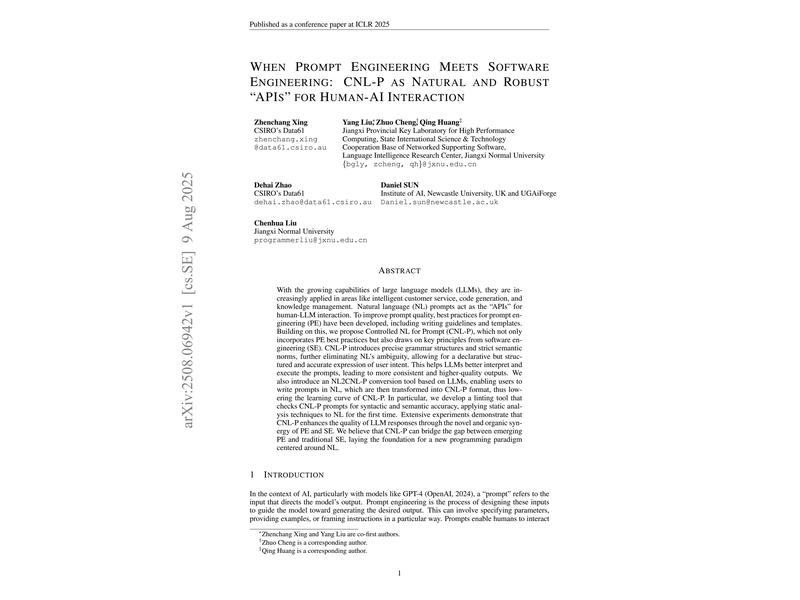 Published as a conference paper at ICLR 2025
WHEN PROMPT ENGINEERING MEETS SOFTWARE
ENGINEERING: CNL-P AS NATURAL AND ROBUST
“APIS” FOR HUMAN-AI INTERACTION
Zhenchang Xing
CSIRO's Data61
zhenchang.xing
@data61.csiro.au
Yang Liu*, Zhuo Cheng†, Qing Huang‡
Jiangxi Provincial Key Laboratory for High Performance
Computing, State International Science & Technology
Cooperation Base of Networked Supporting Software,
Language Intelligence Research Center, Jiangxi Normal University
{bgly, zcheng, qh}@jxnu.edu.cn
Dehai Zhao
CSIRO's Data61
dehai.zhao@data61.csiro.au
Daniel SUN
Institute of AI, Newcastle University, UK and UGAiForge
Daniel.sun@newcastle.ac.uk
Chenhua Liu
Jiangxi Normal University
programmerliu@jxnu.edu.cn
ABSTRACT
With the growing capabilities of large language models (LLMs), they are in-
creasingly applied in areas like intelligent customer service, code generation, and
knowledge management. Natural language (NL) prompts act as the “APIs” for
human-LLM interaction. To improve prompt quality, best practices for prompt en-
gineering (PE) have been developed, including writing guidelines and templates.
Building on this, we propose Controlled NL for Prompt (CNL-P), which not only
incorporates PE best practices but also draws on key principles from software en-
gineering (SE). CNL-P introduces precise grammar structures and strict semantic
norms, further eliminating NL's ambiguity, allowing for a declarative but struc-
tured and accurate expression of user intent. This helps LLMs better interpret and
execute the prompts, leading to more consistent and higher-quality outputs. We
also introduce an NL2CNL-P conversion tool based on LLMs, enabling users to
write prompts in NL, which are then transformed into CNL-P format, thus low-
ering the learning curve of CNL-P. In particular, we develop a linting tool that
checks CNL-P prompts for syntactic and semantic accuracy, applying static anal-
ysis techniques to NL for the first time. Extensive experiments demonstrate that
CNL-P enhances the quality of LLM responses through the novel and organic syn-
ergy of PE and SE. We believe that CNL-P can bridge the gap between emerging
PE and traditional SE, laying the foundation for a new programming paradigm
centered around NL.
1 INTRODUCTION
In the context of AI, particularly with models like GPT-4 (OpenAI, 2024), a “prompt” refers to the
input that directs the model's output. Prompt engineering is the process of designing these inputs
to guide the model toward generating the desired output. This can involve specifying parameters,
providing examples, or framing instructions in a particular way. Prompts enable humans to interact
*Zhenchang Xing and Yang Liu are co-first authors.
†Zhuo Cheng is a corresponding author.
‡Qing Huang is a corresponding author.
1
arXiv:2508.06942v1 [cs.SE] 9 Aug 2025